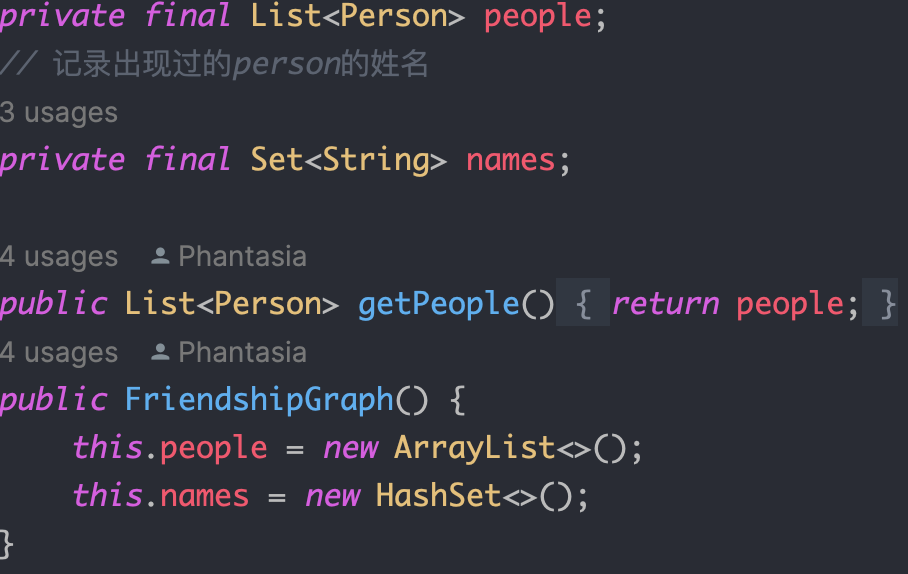 private final List<Person> people;
// 记录出现过的person的姓名
3 usages
private final Set<String> names;
4 usages Phantasia
public List<Person> getPeople() { return people; }
4 usages Phantasia
public FriendshipGraph() {
this.people = new ArrayList<>();
this.names = new HashSet<>();
}